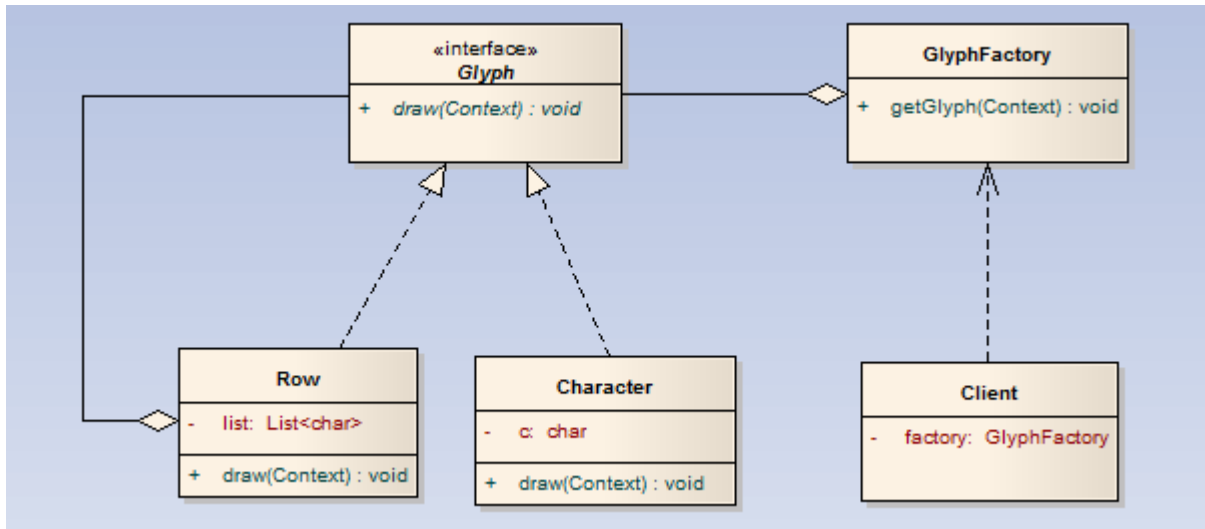 «interface»
Glyph
+ draw(Context) : void
GlyphFactory
+ getGlyph(Context) : void
Row
- list: List<char>
+ draw(Context) : void
Character
- c: char
+ draw(Context) : void
Client
- factory: GlyphFactory